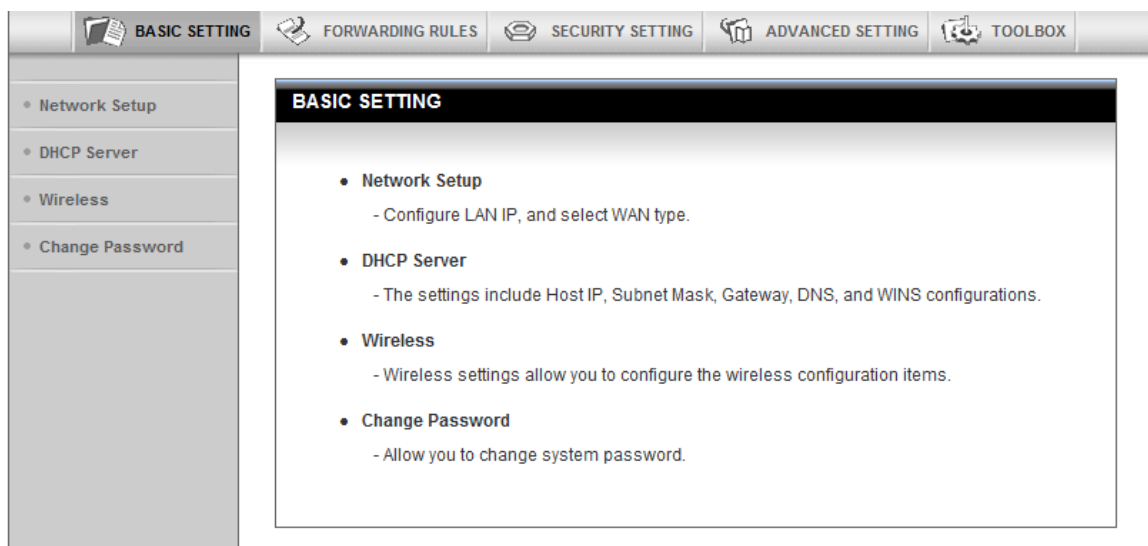 BASIC SETTING
FORWARDING RULES
SECURITY SETTING
ADVANCED SETTING
TOOLBOX
Network Setup
DHCP Server
Wireless
Change Password
BASIC SETTING
Network Setup
- Configure LAN IP, and select WAN type.
DHCP Server
- The settings include Host IP, Subnet Mask, Gateway, DNS, and WINS configurations.
Wireless
- Wireless settings allow you to configure the wireless configuration items.
Change Password
- Allow you to change system password.